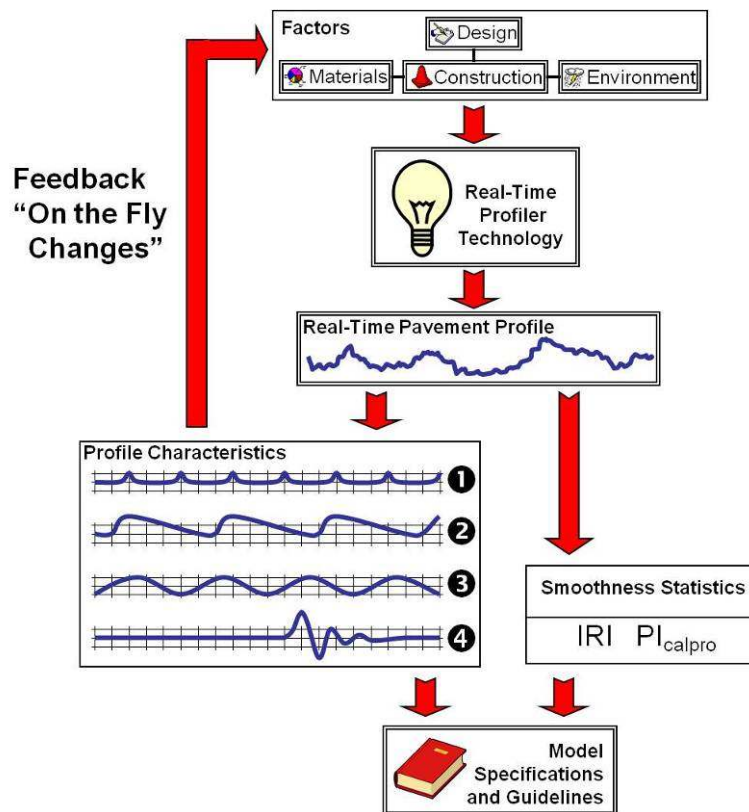 Factors
Design
Materials
Construction
Environment
Feedback
“On the Fly
Changes”
Real-Time
Profiler
Technology
Real-Time Pavement Profile
Profile Characteristics
1
2
3
4
Smoothness Statistics
IRI PIcalpro
Model
Specifications
and Guidelines